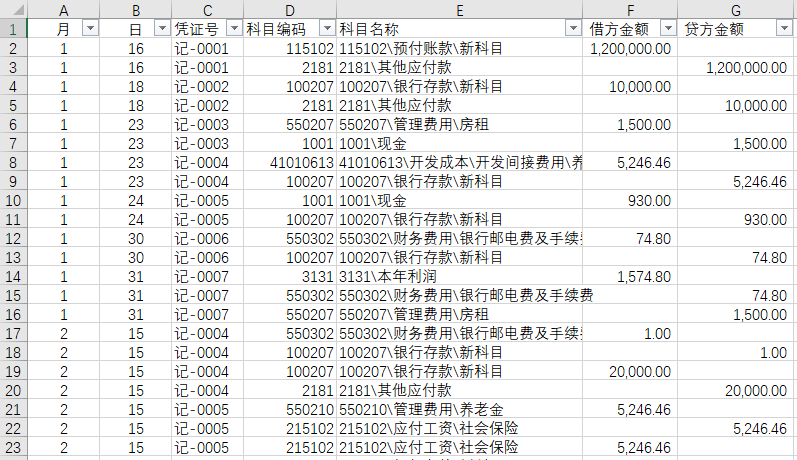 A B C D E F G
1 月 日 凭证号 科目编码 科目名称 借方金额 贷方金额
2 1 16 记-0001 115102 115102\预付账款\新科目 1,200,000.00
3 1 16 记-0001 2181 2181\其他应付款 1,200,000.00
4 1 18 记-0002 100207 100207\银行存款\新科目 10,000.00
5 1 18 记-0002 2181 2181\其他应付款 10,000.00
6 1 23 记-0003 550207 550207\管理费用\房租 1,500.00
7 1 23 记-0003 1001 1001\现金 1,500.00
8 1 23 记-0004 41010613 41010613\开发成本\开发间接费用\养 5,246.46
9 1 23 记-0004 100207 100207\银行存款\新科目 5,246.46
10 1 24 记-0005 1001 1001\现金 930.00
11 1 24 记-0005 100207 100207\银行存款\新科目 930.00
12 1 30 记-0006 550302 550302\财务费用\银行邮电费及手续 74.80
13 1 30 记-0006 100207 100207\银行存款\新科目 74.80
14 1 31 记-0007 3131 3131\本年利润 1,574.80
15 1 31 记-0007 550302 550302\财务费用\银行邮电费及手续费 74.80
16 1 31 记-0007 550207 550207\管理费用\房租 1,500.00
17 2 15 记-0004 550302 550302\财务费用\银行邮电费及手续 1.00
18 2 15 记-0004 100207 100207\银行存款\新科目 1.00
19 2 15 记-0004 100207 100207\银行存款\新科目 20,000.00
20 2 15 记-0004 2181 2181\其他应付款 20,000.00
21 2 15 记-0005 550210 550210\管理费用\养老金 5,246.46
22 2 15 记-0005 215102 215102\应付工资\社会保险 5,246.46
23 2 15 记-0005 215102 215102\应付工资\社会保险 5,246.46